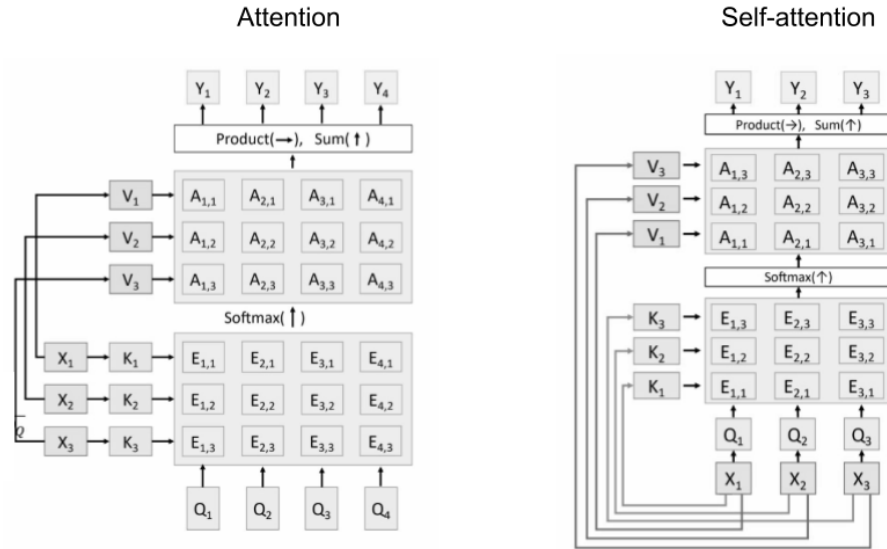 Attention
Y1 Y2 Y3 Y4
Product(→), Sum(↑)
V1 A1,1 A2,1 A3,1 A4,1
V2 A1,2 A2,2 A3,2 A4,2
V3 A1,3 A2,3 A3,3 A4,3
Softmax(↑)
X1 K1 E1,1 E2,1 E3,1 E4,1
X2 K2 E1,2 E2,2 E3,2 E4,2
Q
X3 K3 E1,3 E2,3 E3,3 E4,3
Q1 Q2 Q3 Q4
Self-attention
Y1 Y2 Y3
Product(→), Sum(↑)
V3 A1,3 A2,3 A3,3
V2 A1,2 A2,2 A3,2
V1 A1,1 A2,1 A3,1
Softmax(↑)
K3 E1,3 E2,3 E3,3
K2 E1,2 E2,2 E3,2
K1 E1,1 E2,1 E3,1
Q1 Q2 Q3
X1 X2 X3